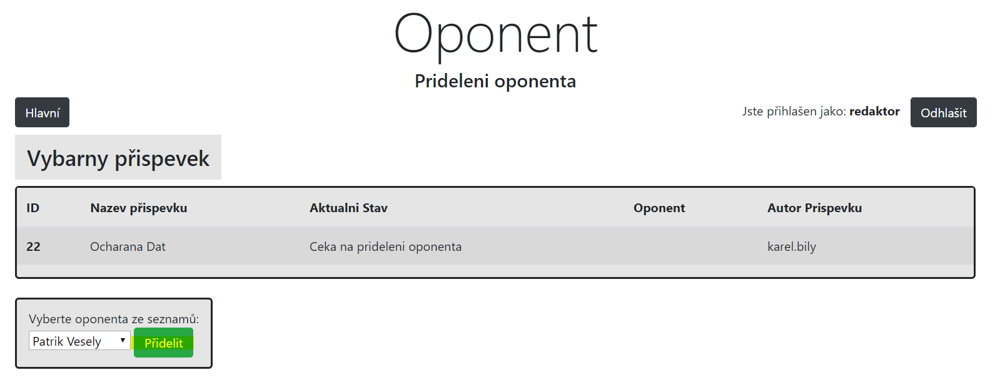 Oponent
Prideleni oponenta
Hlavní
Jste přihlašen jako: redaktor
Odhlašit
Vybarny přispevek
ID Nazev přispevku Aktualni Stav Oponent Autor Prispevku
22 Ocharana Dat Ceka na prideleni oponenta karel.bily
Vyberte oponenta ze seznamů:
Patrik Vesely Přidelit